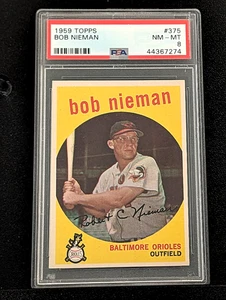 1959 TOPPS #375
BOB NIEMAN NM-MT
PSA 8
44367274
bob nieman
Robert C. Nieman
BALTIMORE ORIOLES
OUTFIELD